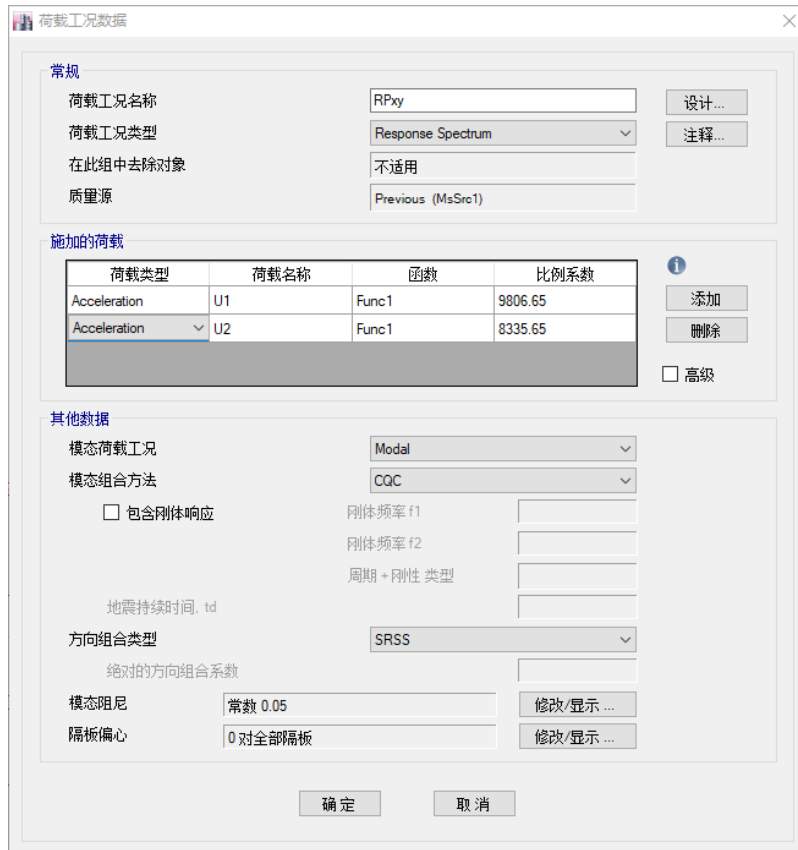 荷载工况数据
常规
荷载工况名称 RPxy 设计...
荷载工况类型 Response Spectrum 注释...
在此组中去除对象 不适用
质量源 Previous (MsSrc1)
施加的荷载
荷载类型 荷载名称 函数 比例系数
Acceleration U1 Func1 9806.65 添加
Acceleration U2 Func1 8335.65 删除
高级
其他数据
模态荷载工况 Modal
模态组合方法 CQC
包含刚体响应 刚体频率 f1
刚体频率 f2
周期 + 刚性 类型
地震持续时间, td
方向组合类型 SRSS
绝对的方向组合系数
模态阻尼 常数 0.05 修改/显示 ...
隔板偏心 0 对全部隔板 修改/显示 ...
确定 取消